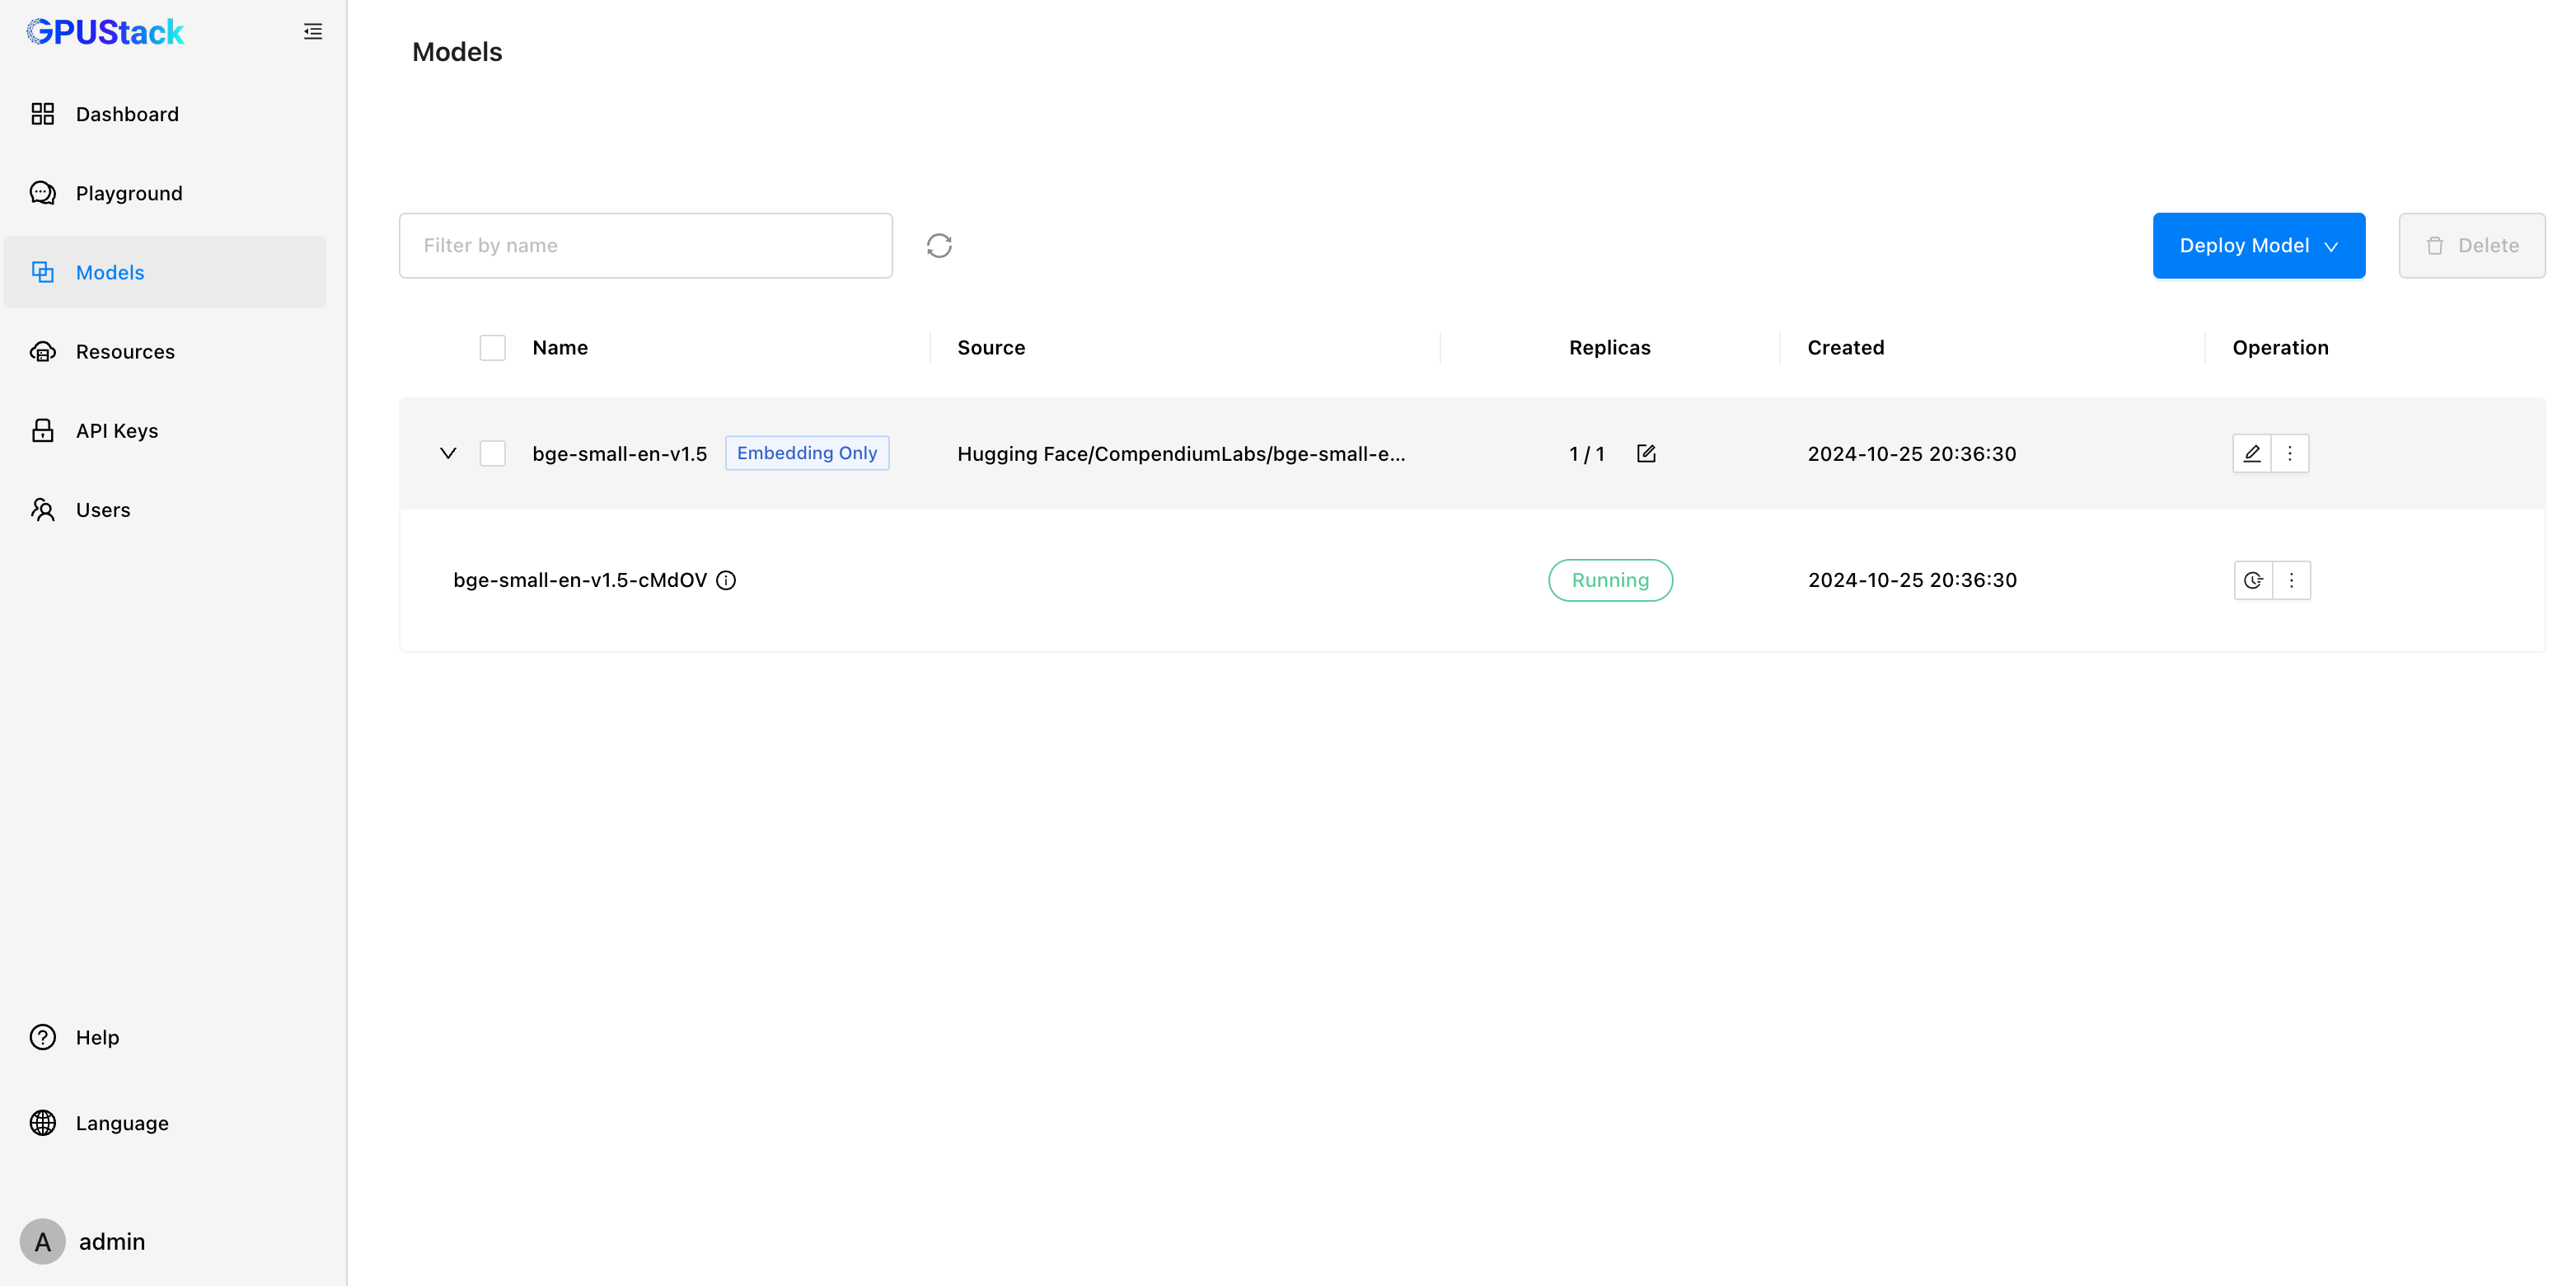 GPUStack
Dashboard
Playground
Models
Resources
API Keys
Users
Help
Language
A admin
Models
Filter by name
Deploy Model
Delete
Name Source Replicas Created Operation
bge-small-en-v1.5 Embedding Only Hugging Face/CompendiumLabs/bge-small-e... 1 / 1 2024-10-25 20:36:30
bge-small-en-v1.5-cMdOV Running 2024-10-25 20:36:30